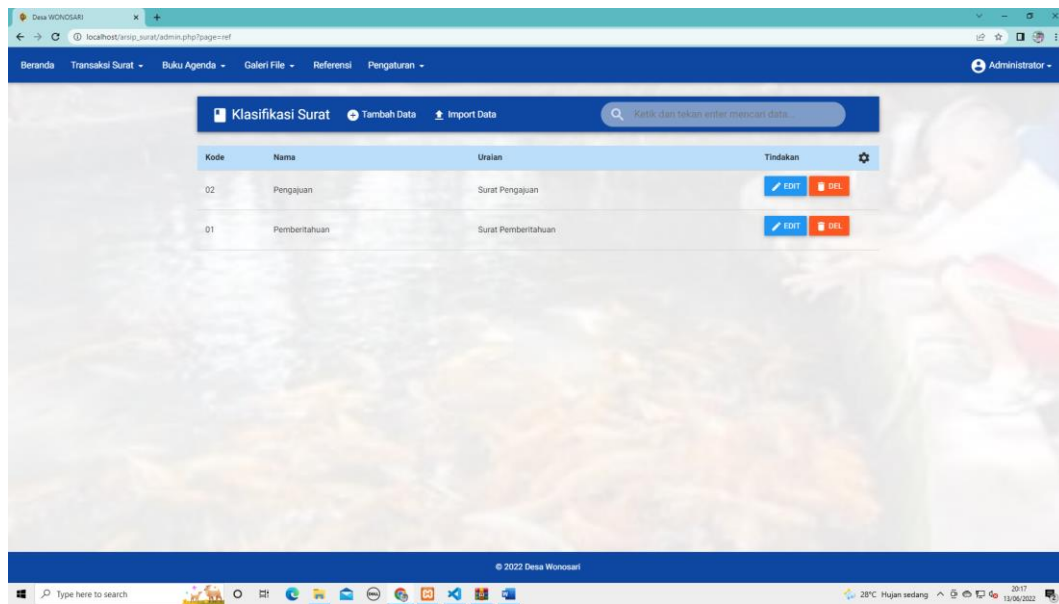 Desa WONOSARI
localhost/arsip_surat/admin.php?page=ref
Beranda Transaksi Surat Buku Agenda Galeri File Referensi Pengaturan Administrator
Klasifikasi Surat Tambah Data Import Data Ketik dan tekan enter mencari data...
Kode Nama Uraian Tindakan
02 Pengajuan Surat Pengajuan EDIT DEL
01 Pemberitahuan Surat Pemberitahuan EDIT DEL
© 2022 Desa Wonosari
Type here to search 28°C Hujan sedang 20:17
13/06/2022